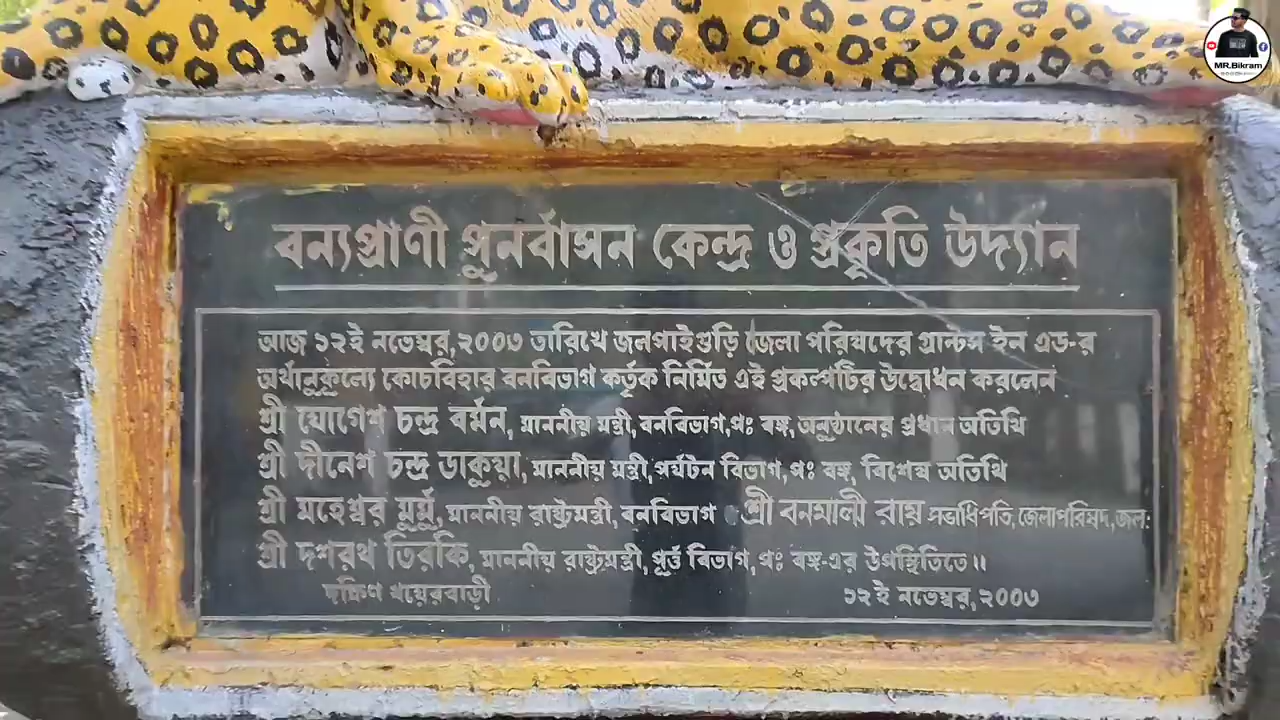 বন্যপ্রাণী পুনর্বাসন কেন্দ্র ও প্রকৃতি উদ্যান
আজ ১২ই নভেম্বর,২০০৩ তারিখে জলপাইগুড়ি জেলা পরিষদের গ্রান্টস ইন এড-র
অর্থানুকূল্যে কোচবিহার বনবিভাগ কর্তৃক নির্মিত এই প্রকল্পটির উদ্বোধন করলেন
শ্রী যোগেশ চন্দ্র বর্মন, মাননীয় মন্ত্রী, বনবিভাগ,পঃ বঙ্গ, অনুষ্ঠানের প্রধান অতিথি
শ্রী দীনেশ চন্দ্র ডাকুয়া, মাননীয় মন্ত্রী,পর্যটন বিভাগ,পঃ বঙ্গ, বিশেষ অতিথি
শ্রী মহেশ্বর মুর্মু, মাননীয় রাষ্ট্রমন্ত্রী, বনবিভাগ শ্রী বনমালী রায় সভাধিপতি,জেলাপরিষদ,জল:
শ্রী দশরথ তিরকি, মাননীয় রাষ্ট্রমন্ত্রী, পূর্ত্ত বিভাগ,পঃ বঙ্গ-এর উপস্থিতিতে॥
দক্ষিণ খয়েরবাড়ী ১২ই নভেম্বর,২০০৩
MR.Bikram